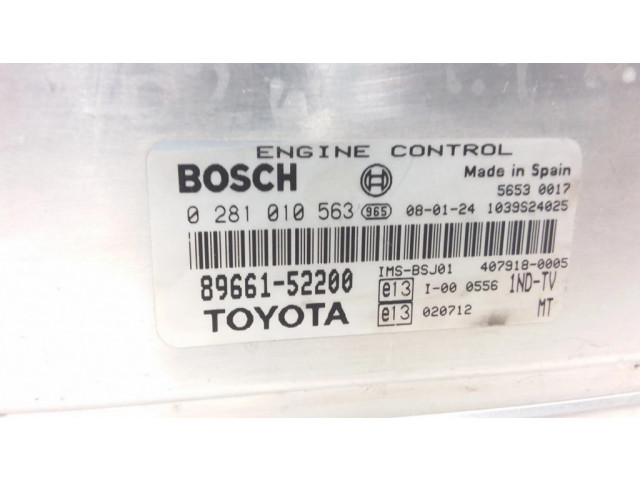 ENGINE CONTROL
BOSCH Made in Spain
5653 0017
0 281 010 563 965 08-01-24 1039S24025
89661-52200 IMS-BSJ01 407918-0005
e13 I-00 0556 1ND-TV
TOYOTA e13 020712 MT